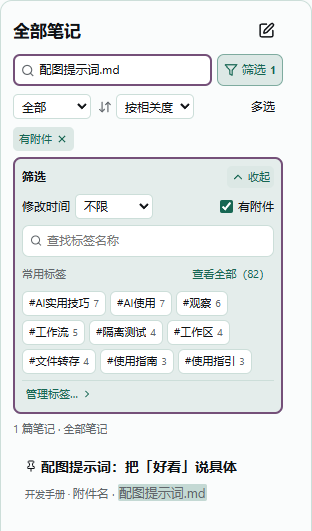 全部笔记
配图提示词.md
筛选 1
全部 按相关度 多选
有附件 ×
筛选 收起
修改时间 不限 有附件
查找标签名称
常用标签 查看全部（82）
#AI实用技巧 7 #AI使用 7 #观察 6
#工作流 5 #隔离测试 4 #工作区 4
#文件转存 4 #使用指南 3 #使用指引 3
管理标签... >
1 篇笔记 · 全部笔记
配图提示词：把「好看」说具体
开发手册 · 附件名 · 配图提示词.md